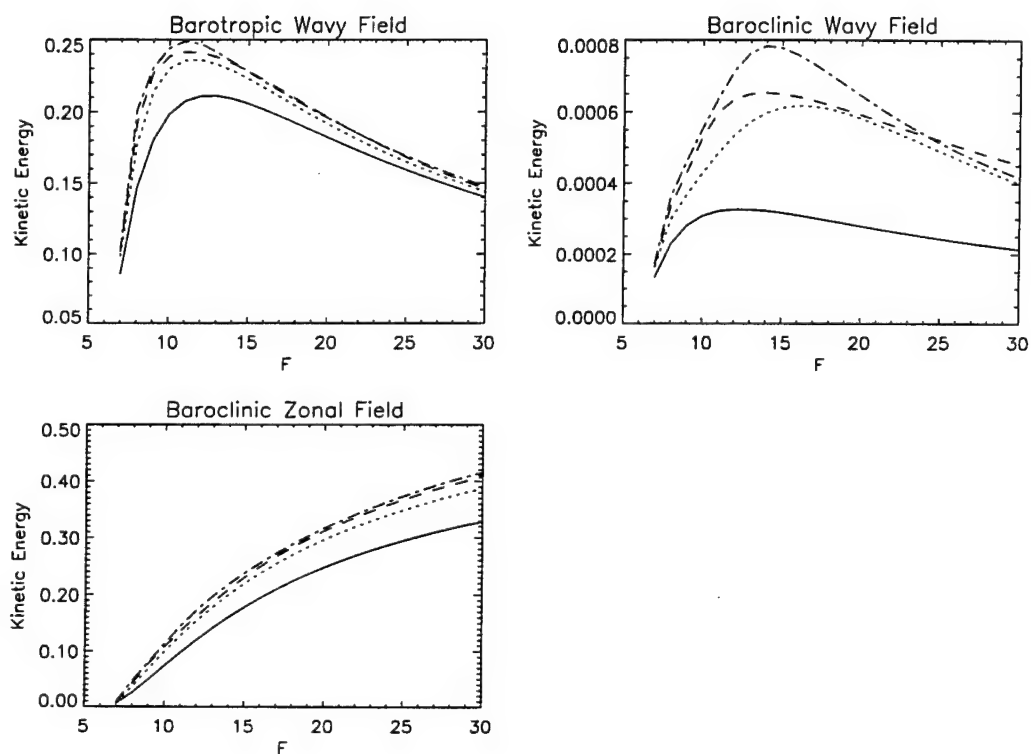 Barotropic Wavy Field
0.25
0.20
0.15
0.10
0.05
Kinetic Energy
5 10 15 20 25 30
F
Baroclinic Wavy Field
0.0008
0.0006
0.0004
0.0002
0.0000
Kinetic Energy
5 10 15 20 25 30
F
Baroclinic Zonal Field
0.50
0.40
0.30
0.20
0.10
0.00
Kinetic Energy
5 10 15 20 25 30
F